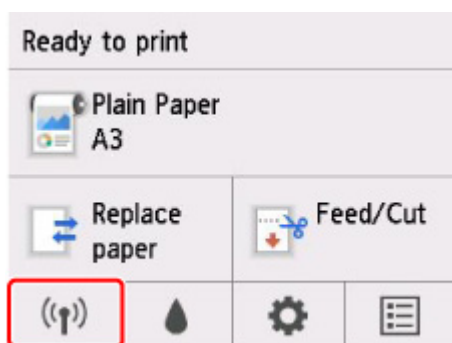 Ready to print
Plain Paper
A3
Replace
paper
Feed/Cut